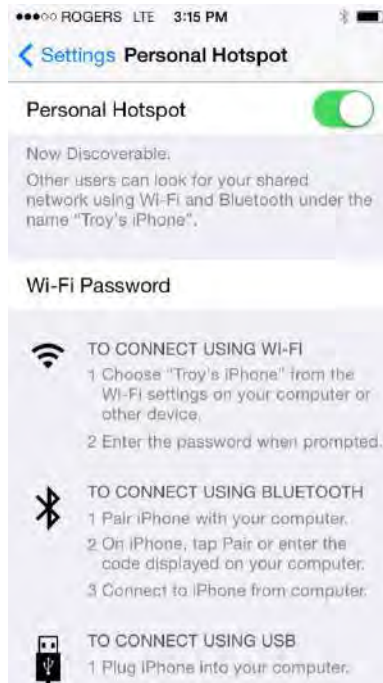 ROGERS LTE 3:15 PM
Settings Personal Hotspot
Personal Hotspot
Now Discoverable.
Other users can look for your shared
network using Wi-Fi and Bluetooth under the
name "Troy's iPhone".
Wi-Fi Password
TO CONNECT USING WI-FI
1 Choose "Troy's iPhone" from the
Wi-Fi settings on your computer or
other device.
2 Enter the password when prompted.
TO CONNECT USING BLUETOOTH
1 Pair iPhone with your computer.
2 On iPhone, tap Pair or enter the
code displayed on your computer.
3 Connect to iPhone from computer.
TO CONNECT USING USB
1 Plug iPhone into your computer.